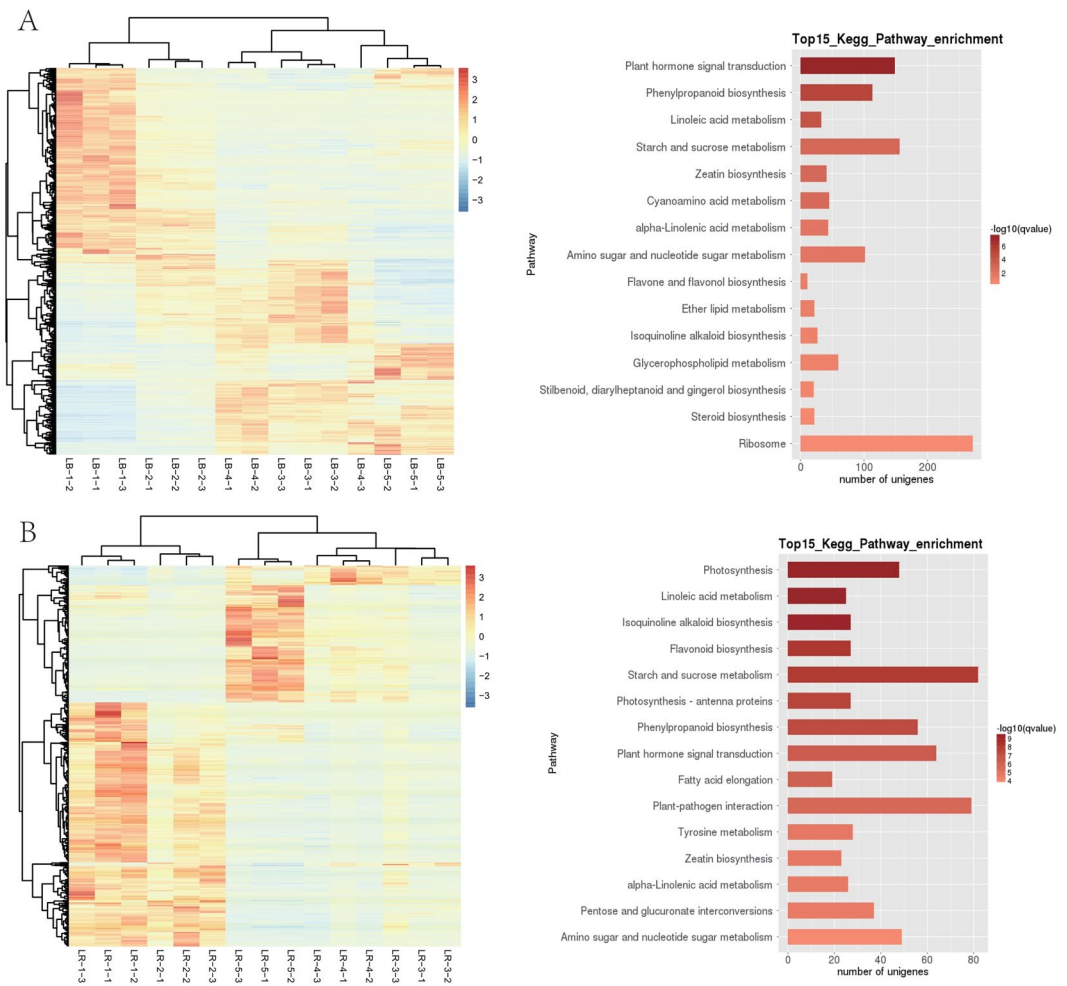 A
3
2
1
0
−1
−2
−3
LB−1−2
LB−1−1
LB−1−3
LB−2−1
LB−2−2
LB−2−3
LB−4−1
LB−4−2
LB−3−3
LB−3−1
LB−3−2
LB−4−3
LB−5−2
LB−5−1
LB−5−3
Top15_Kegg_Pathway_enrichment
Pathway
Plant hormone signal transduction
Phenylpropanoid biosynthesis
Linoleic acid metabolism
Starch and sucrose metabolism
Zeatin biosynthesis
Cyanoamino acid metabolism
alpha-Linolenic acid metabolism
Amino sugar and nucleotide sugar metabolism
Flavone and flavonol biosynthesis
Ether lipid metabolism
Isoquinoline alkaloid biosynthesis
Glycerophospholipid metabolism
Stilbenoid, diarylheptanoid and gingerol biosynthesis
Steroid biosynthesis
Ribosome
0 100 200
number of unigenes
-log10(qvalue)
6
4
2
B
3
2
1
0
−1
−2
−3
LR−1−3
LR−1−1
LR−1−2
LR−2−1
LR−2−2
LR−2−3
LR−5−3
LR−5−1
LR−5−2
LR−4−3
LR−4−1
LR−4−2
LR−3−3
LR−3−1
LR−3−2
Top15_Kegg_Pathway_enrichment
Pathway
Photosynthesis
Linoleic acid metabolism
Isoquinoline alkaloid biosynthesis
Flavonoid biosynthesis
Starch and sucrose metabolism
Photosynthesis - antenna proteins
Phenylpropanoid biosynthesis
Plant hormone signal transduction
Fatty acid elongation
Plant-pathogen interaction
Tyrosine metabolism
Zeatin biosynthesis
alpha-Linolenic acid metabolism
Pentose and glucuronate interconversions
Amino sugar and nucleotide sugar metabolism
0 20 40 60 80
number of unigenes
-log10(qvalue)
9
8
7
6
5
4